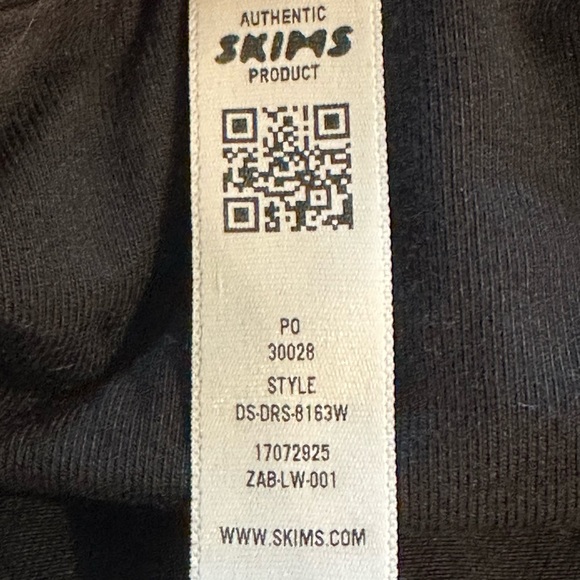 AUTHENTIC
SKIMS
PRODUCT
PO
30028
STYLE
DS-DRS-8163W
17072925
ZAB-LW-001
WWW.SKIMS.COM